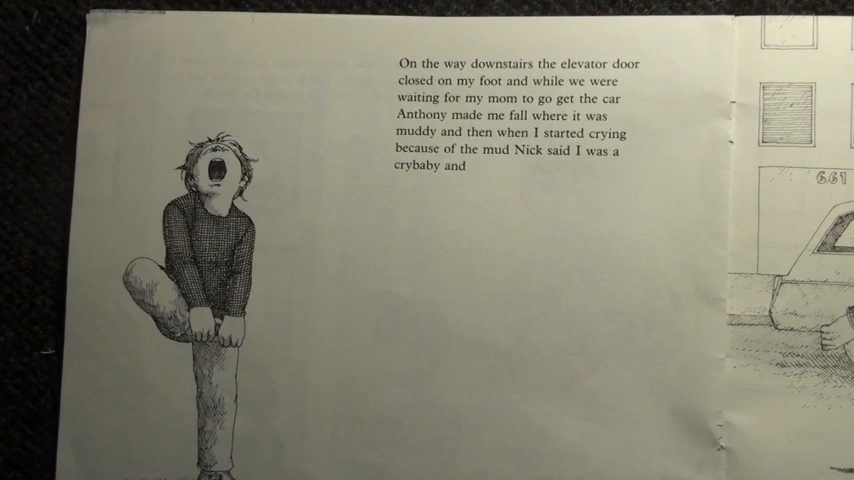 On the way downstairs the elevator door
closed on my foot and while we were
waiting for my mom to go get the car
Anthony made me fall where it was
muddy and then when I started crying
because of the mud Nick said I was a
crybaby and
661